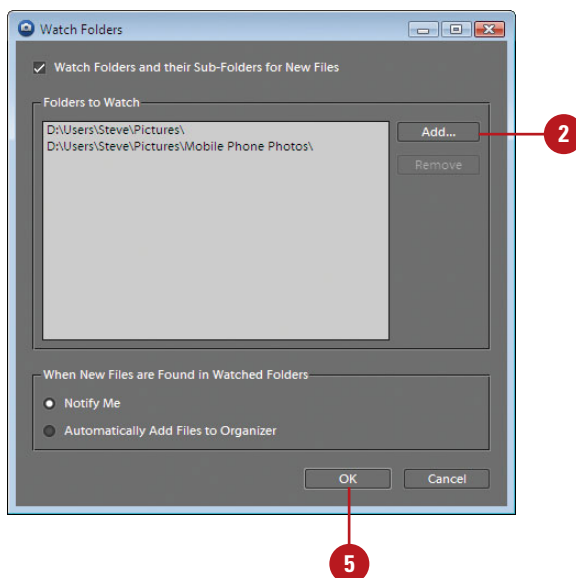 Watch Folders
Watch Folders and their Sub-Folders for New Files
Folders to Watch
D:\Users\Steve\Pictures\
D:\Users\Steve\Pictures\Mobile Phone Photos\
Add...
2
Remove
When New Files are Found in Watched Folders
Notify Me
Automatically Add Files to Organizer
OK
Cancel
5